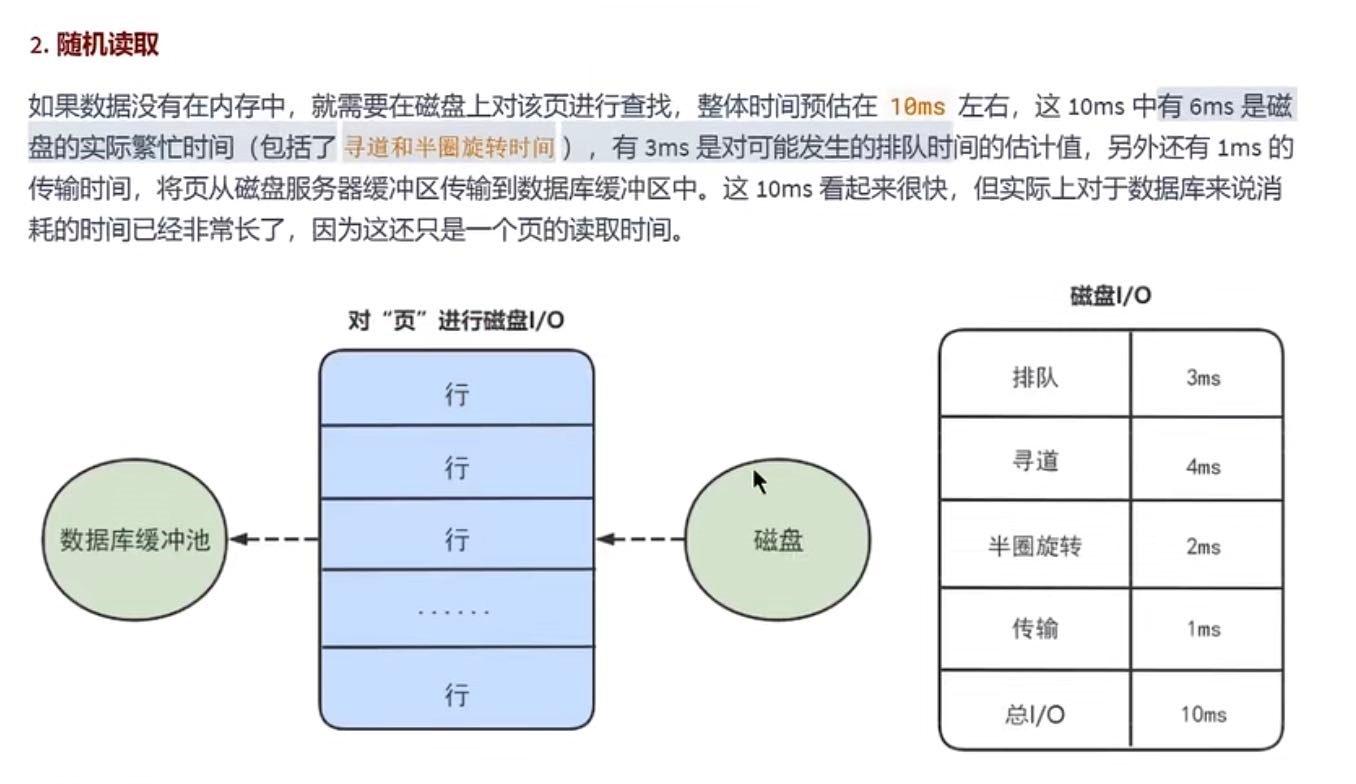 2. 随机读取
如果数据没有在内存中，就需要在磁盘上对该页进行查找，整体时间预估在 10ms 左右，这 10ms 中有 6ms 是磁
盘的实际繁忙时间（包括了 寻道和半圈旋转时间 ），有 3ms 是对可能发生的排队时间的估计值，另外还有 1ms 的
传输时间，将页从磁盘服务器缓冲区传输到数据库缓冲区中。这 10ms 看起来很快，但实际上对于数据库来说消
耗的时间已经非常长了，因为这还只是一个页的读取时间。
对“页”进行磁盘I/O
行
行
行
......
行
数据库缓冲池
磁盘
磁盘I/O
排队 3ms
寻道 4ms
半圈旋转 2ms
传输 1ms
总I/O 10ms